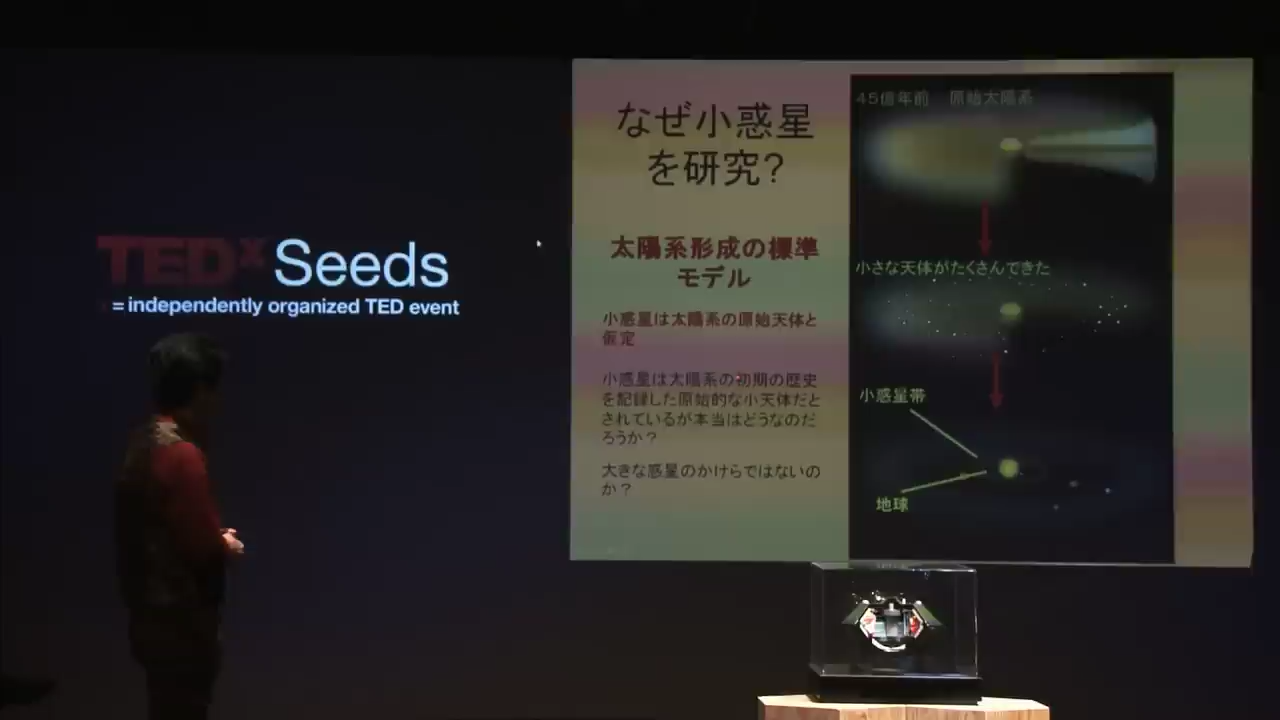 TEDx Seeds
= independently organized TED event
なぜ小惑星
を研究?
太陽系形成の標準
モデル
小惑星は太陽系の原始天体と
仮定
小惑星は太陽系の初期の歴史
を記録した原始的な小天体だと
されているが本当はどうなのだ
ろうか？
大きな惑星のかけらではないの
か？
45億年前 原始太陽系
小さな天体がたくさんできた
小惑星帯
地球